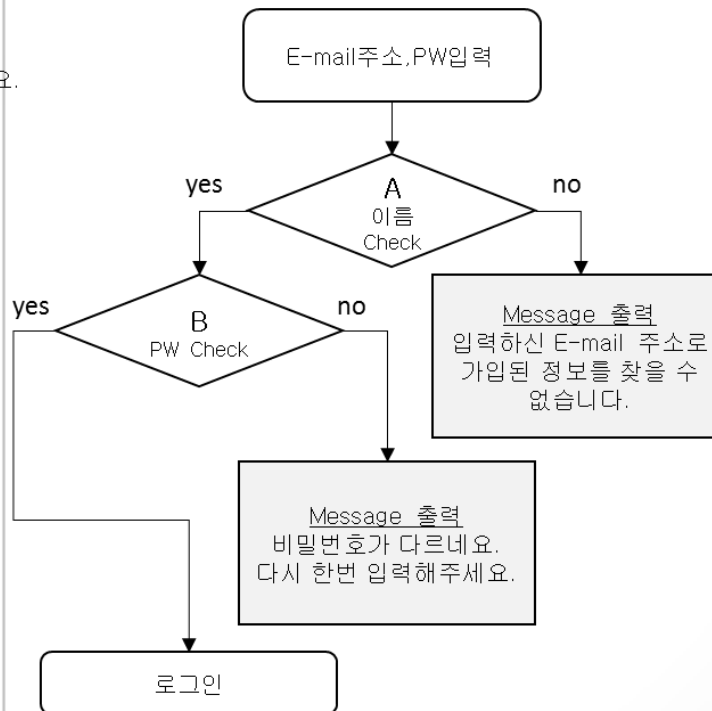 E-mail주소,PW입력
요.
yes
no
A
이름
Check
yes
no
B
PW Check
Message 출력
입력하신 E-mail 주소로
가입된 정보를 찾을 수
없습니다.
Message 출력
비밀번호가 다르네요.
다시 한번 입력해주세요.
로그인